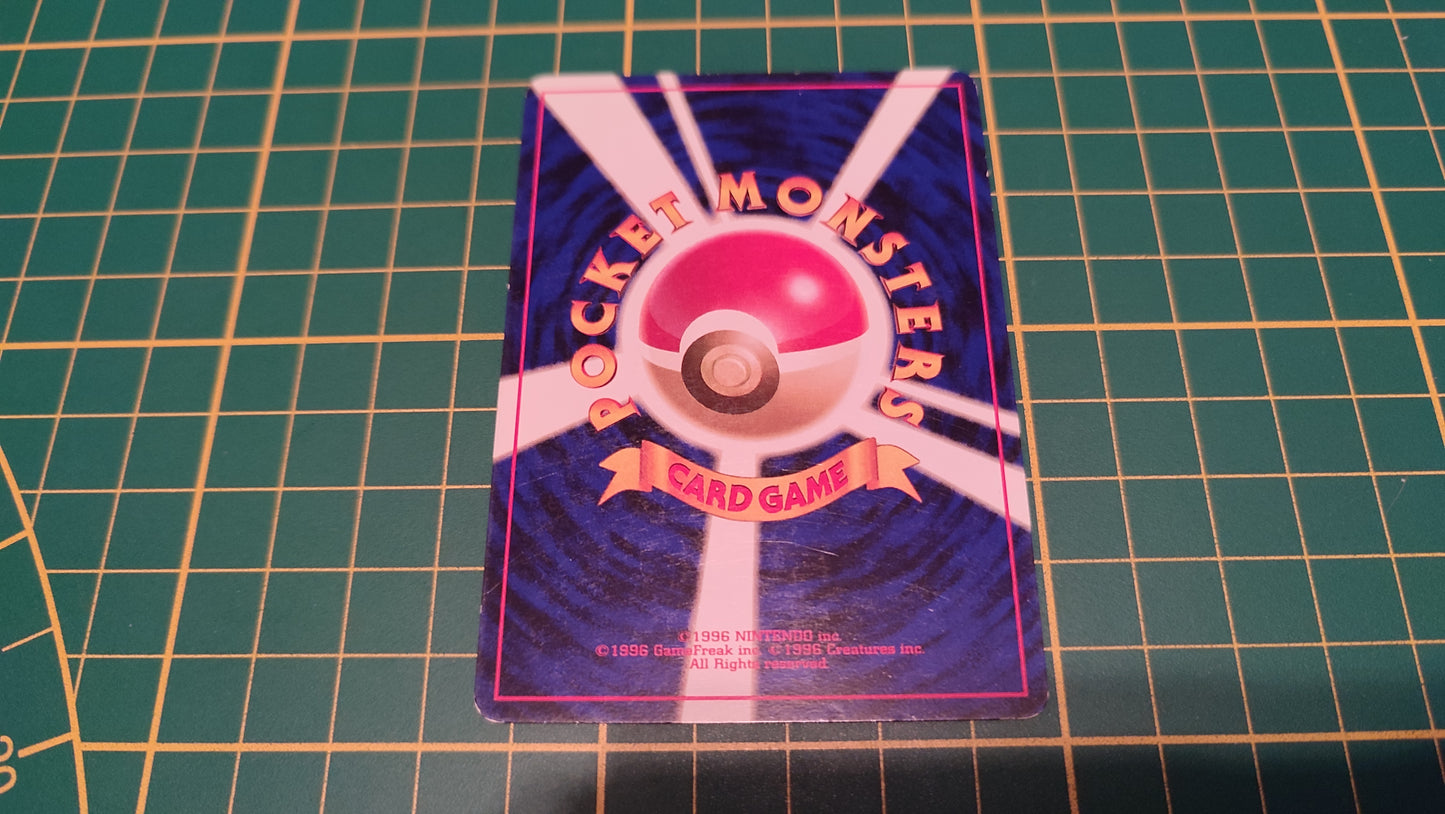 POCKET MONSTERS
CARD GAME
©1996 NINTENDO inc.
©1996 GameFreak inc. ©1996 Creatures inc.
All Rights reserved.